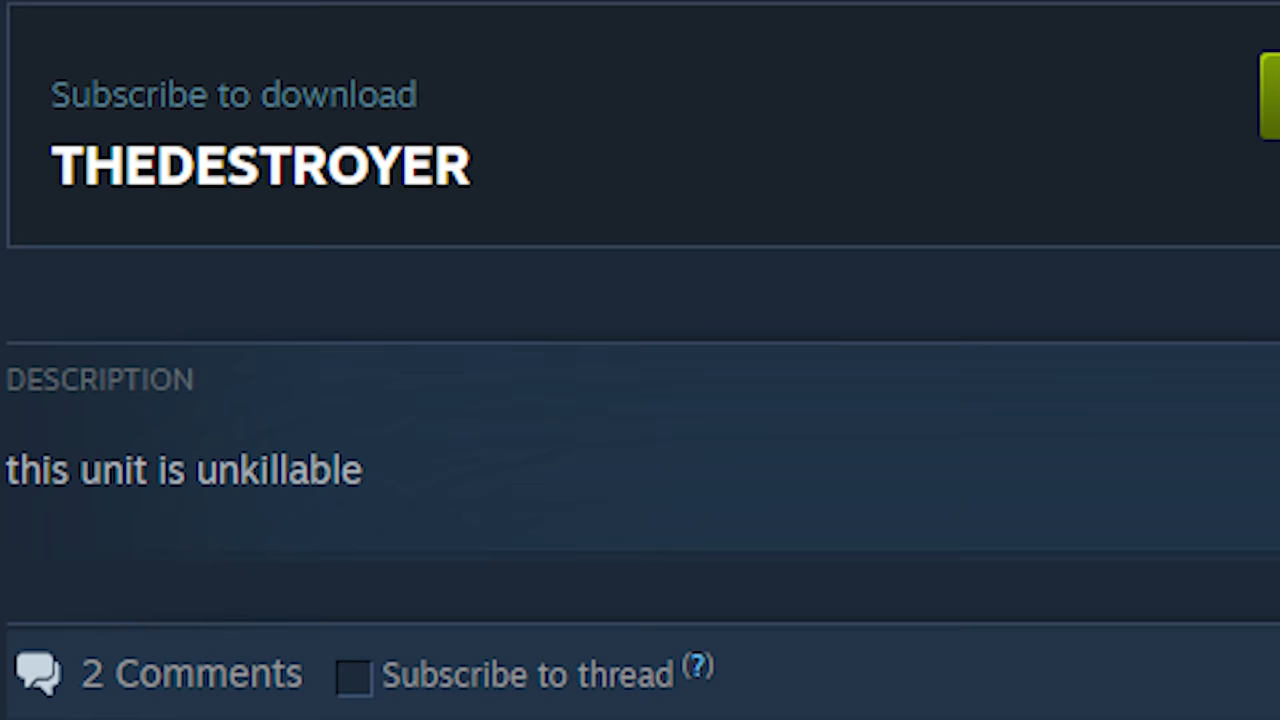 Subscribe to download
THEDESTROYER
DESCRIPTION
this unit is unkillable
2 Comments Subscribe to thread (?)